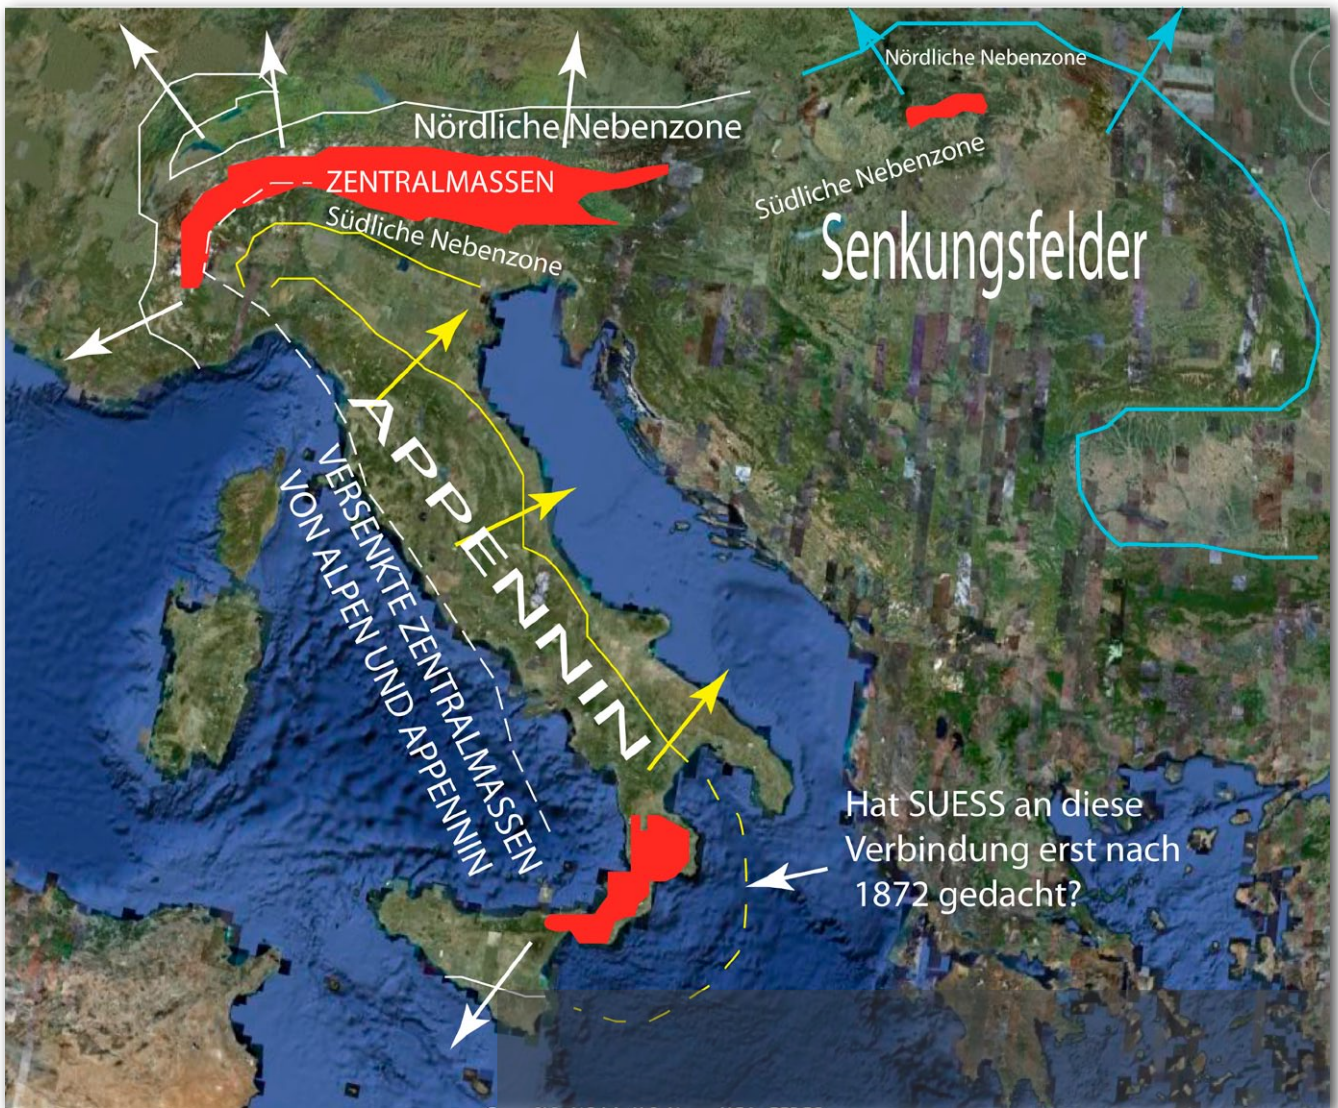 Nördliche Nebenzone
Nördliche Nebenzone
ZENTRALMASSEN
Südliche Nebenzone
Südliche Nebenzone
Senkungsfelder
APPENNIN
VERSENKTE ZENTRALMASSEN
VON ALPEN UND APPENNIN
Hat SUESS an diese
Verbindung erst nach
1872 gedacht?